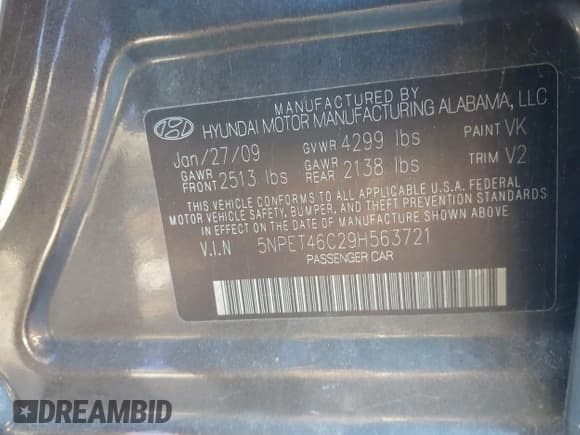 MANUFACTURED BY
HYUNDAI MOTOR MANUFACTURING ALABAMA, LLC
Jan/27/09 GVWR 4299 lbs PAINT VK
GAWR FRONT 2513 lbs GAWR REAR 2138 lbs TRIM V2
THIS VEHICLE CONFORMS TO ALL APPLICABLE U.S.A. FEDERAL
MOTOR VEHICLE SAFETY, BUMPER, AND THEFT PREVENTION STANDARDS
IN EFFECT ON THE DATE OF MANUFACTURE SHOWN ABOVE.
V.I.N 5NPET46C29H563721
PASSENGER CAR
DREAMBID